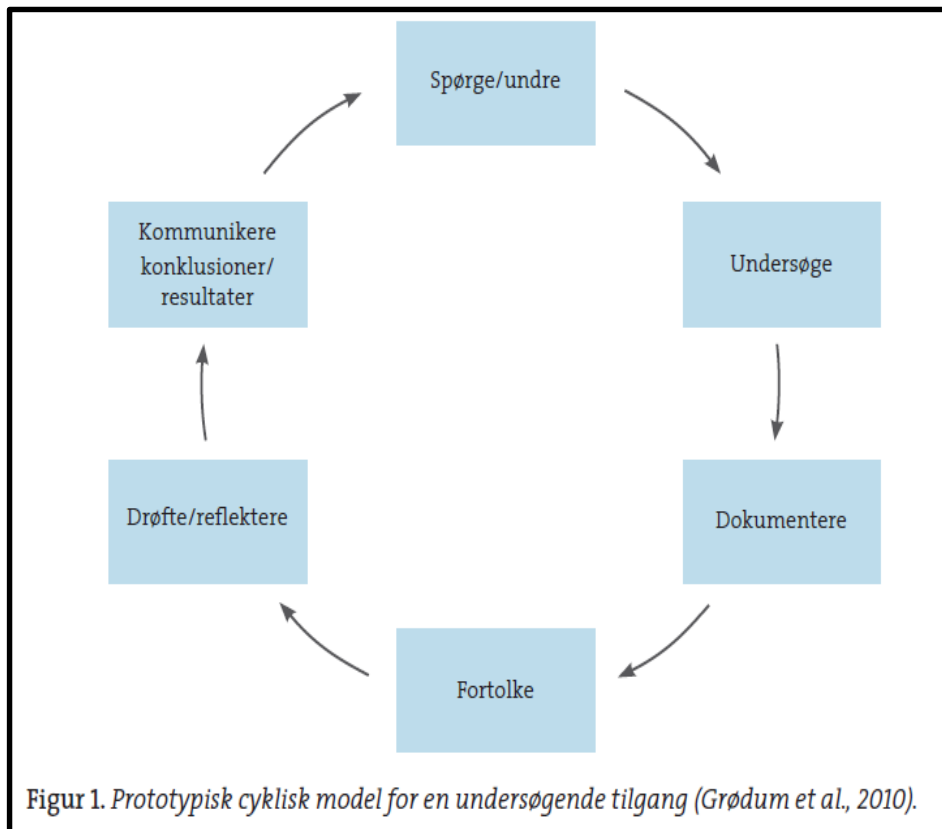 Spørge/undre
Undersøge
Dokumentere
Fortolke
Drøfte/reflektere
Kommunikere
konklusioner/
resultater
Figur 1. Prototypisk cyklisk model for en undersøgende tilgang (Grødum et al., 2010).